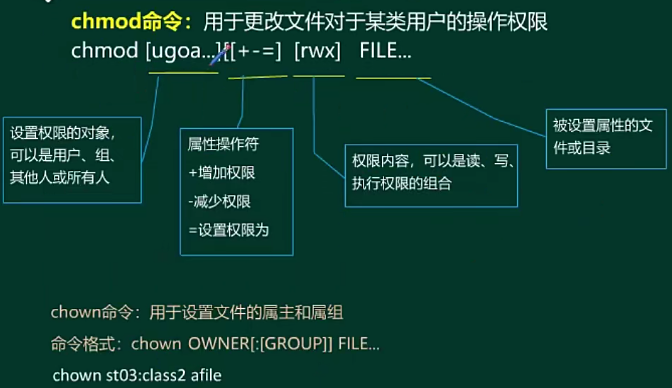 chmod命令：用于更改文件对于某类用户的操作权限
chmod [ugoa...]{[+-=] [rwx] FILE...
设置权限的对象，
可以是用户、组、
其他人或所有人
属性操作符
+增加权限
-减少权限
=设置权限为
权限内容，可以是读、写、
执行权限的组合
被设置属性的文
件或目录
chown命令：用于设置文件的属主和属组
命令格式：chown OWNER[:[GROUP]] FILE...
chown st03:class2 afile